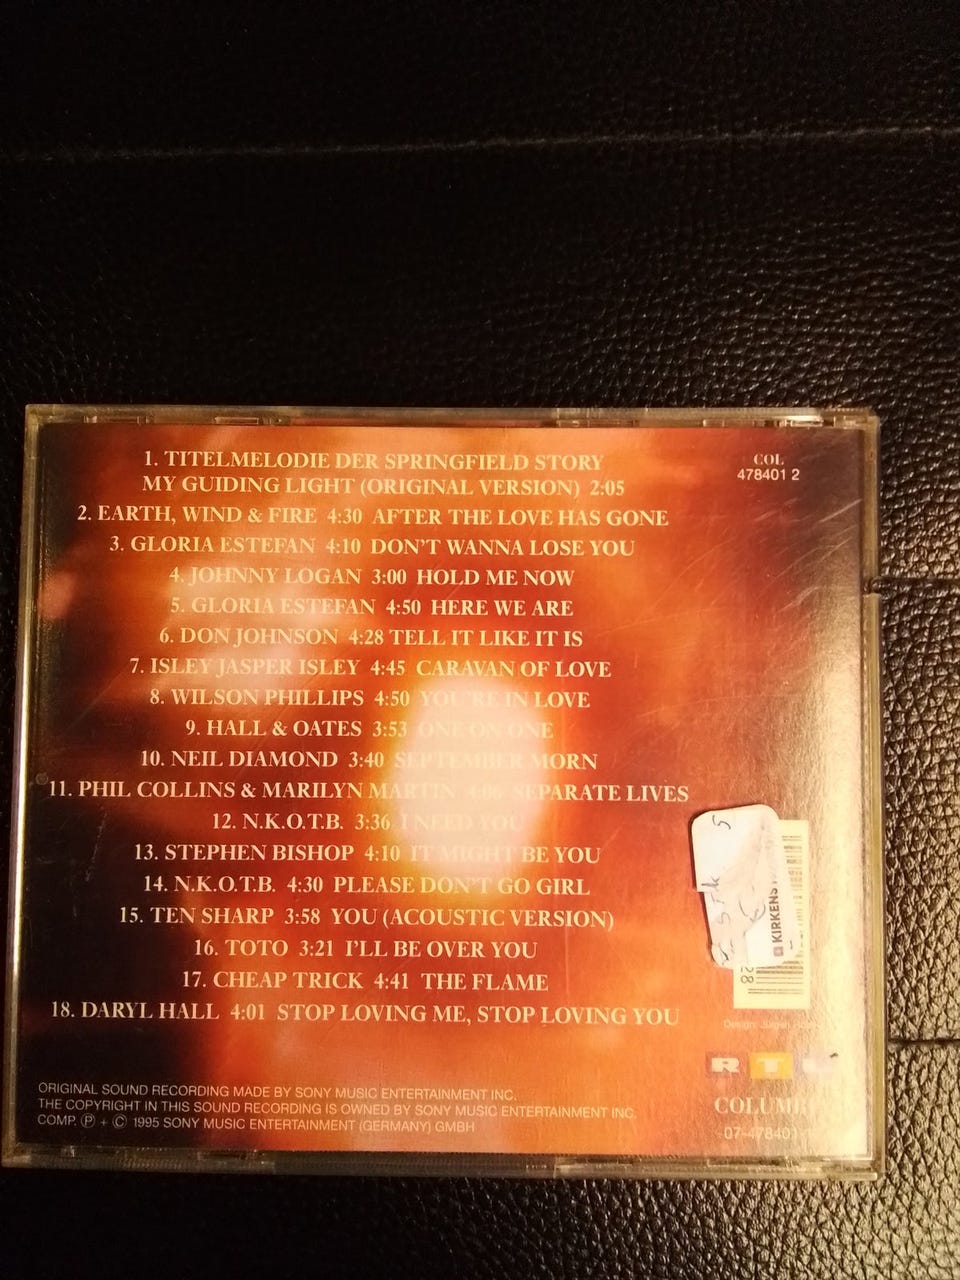 1. TITELMELODIE DER SPRINGFIELD STORY
MY GUIDING LIGHT (ORIGINAL VERSION) 2:05
2. EARTH, WIND & FIRE 4:30 AFTER THE LOVE HAS GONE
3. GLORIA ESTEFAN 4:10 DON'T WANNA LOSE YOU
4. JOHNNY LOGAN 3:00 HOLD ME NOW
5. GLORIA ESTEFAN 4:50 HERE WE ARE
6. DON JOHNSON 4:28 TELL IT LIKE IT IS
7. ISLEY JASPER ISLEY 4:45 CARAVAN OF LOVE
8. WILSON PHILLIPS 4:50 YOU'RE IN LOVE
9. HALL & OATES 3:53 ONE ON ONE
10. NEIL DIAMOND 3:40 SEPTEMBER MORN
11. PHIL COLLINS & MARILYN MARTIN 4:06 SEPARATE LIVES
12. N.K.O.T.B. 3:36 I NEED YOU
13. STEPHEN BISHOP 4:10 IT MIGHT BE YOU
14. N.K.O.T.B. 4:30 PLEASE DON'T GO GIRL
15. TEN SHARP 3:58 YOU (ACOUSTIC VERSION)
16. TOTO 3:21 I'LL BE OVER YOU
17. CHEAP TRICK 4:41 THE FLAME
18. DARYL HALL 4:01 STOP LOVING ME, STOP LOVING YOU
COL
478401 2
5
KIRKENS
28
Design: Jürgen
RTL
COLUMB
07-478401-
ORIGINAL SOUND RECORDING MADE BY SONY MUSIC ENTERTAINMENT INC.
THE COPYRIGHT IN THIS SOUND RECORDING IS OWNED BY SONY MUSIC ENTERTAINMENT INC.
COMP. Ⓟ + © 1995 SONY MUSIC ENTERTAINMENT (GERMANY) GMBH